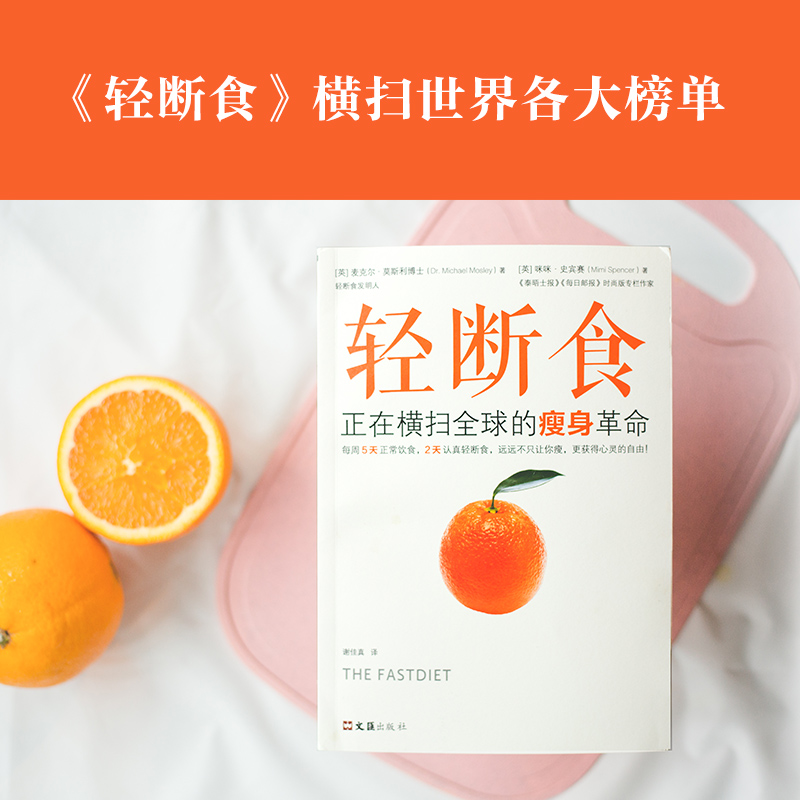 《轻断食》横扫世界各大榜单
[英] 麦克尔·莫斯利博士 (Dr. Michael Mosley) 著
轻断食发明人
[英] 咪咪·史宾赛 (Mimi Spencer) 著
《泰晤士报》《每日邮报》时尚版专栏作家
轻断食
正在横扫全球的瘦身革命
每周5天正常饮食，2天认真轻断食，远远不只让你瘦，更获得心灵的自由！
谢佳真 译
THE FASTDIET
文匯出版社